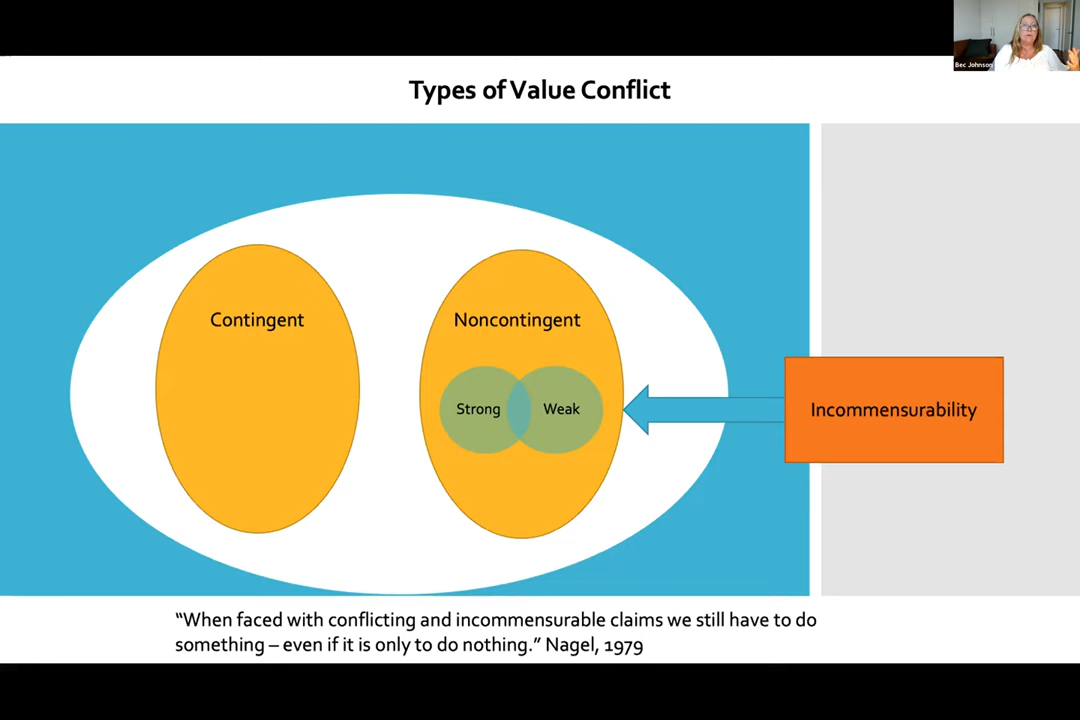 Bec Johnson
Types of Value Conflict
Contingent
Noncontingent
Strong
Weak
Incommensurability
“When faced with conflicting and incommensurable claims we still have to do
something – even if it is only to do nothing.” Nagel, 1979